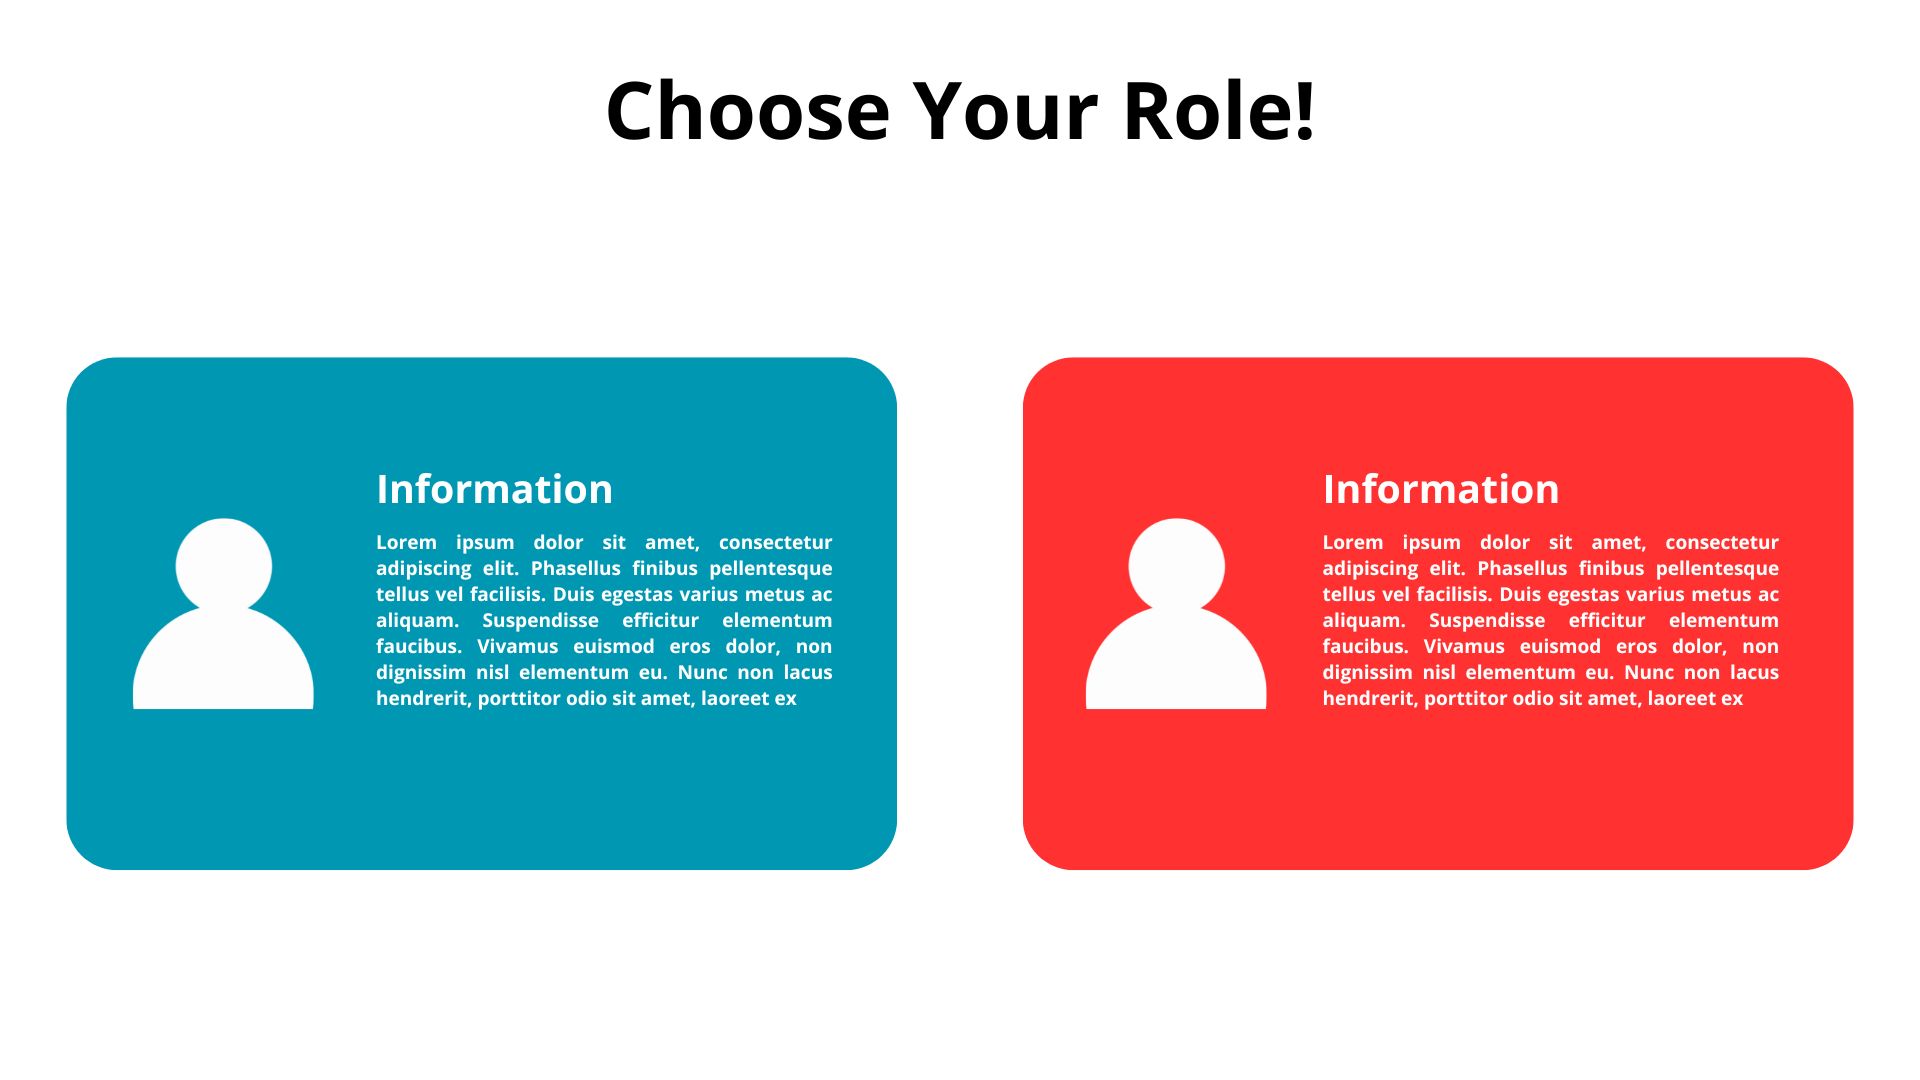 Choose Your Role!
Information
Lorem ipsum dolor sit amet, consectetur
adipiscing elit. Phasellus finibus pellentesque
tellus vel facilisis. Duis egestas varius metus ac
aliquam. Suspendisse efficitur elementum
faucibus. Vivamus euismod eros dolor, non
dignissim nisl elementum eu. Nunc non lacus
hendrerit, porttitor odio sit amet, laoreet ex
Information
Lorem ipsum dolor sit amet, consectetur
adipiscing elit. Phasellus finibus pellentesque
tellus vel facilisis. Duis egestas varius metus ac
aliquam. Suspendisse efficitur elementum
faucibus. Vivamus euismod eros dolor, non
dignissim nisl elementum eu. Nunc non lacus
hendrerit, porttitor odio sit amet, laoreet ex